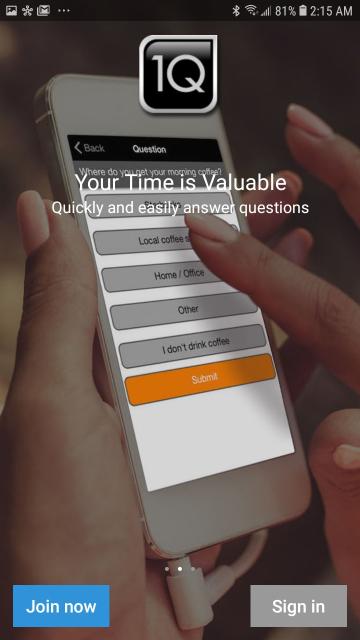 81% 2:15 AM
1Q
Back Question
Where do you get your morning coffee?
Your Time is Valuable
Quickly and easily answer questions
Local coffee
Home / Office
Other
I don't drink coffee
Submit
Join now Sign in